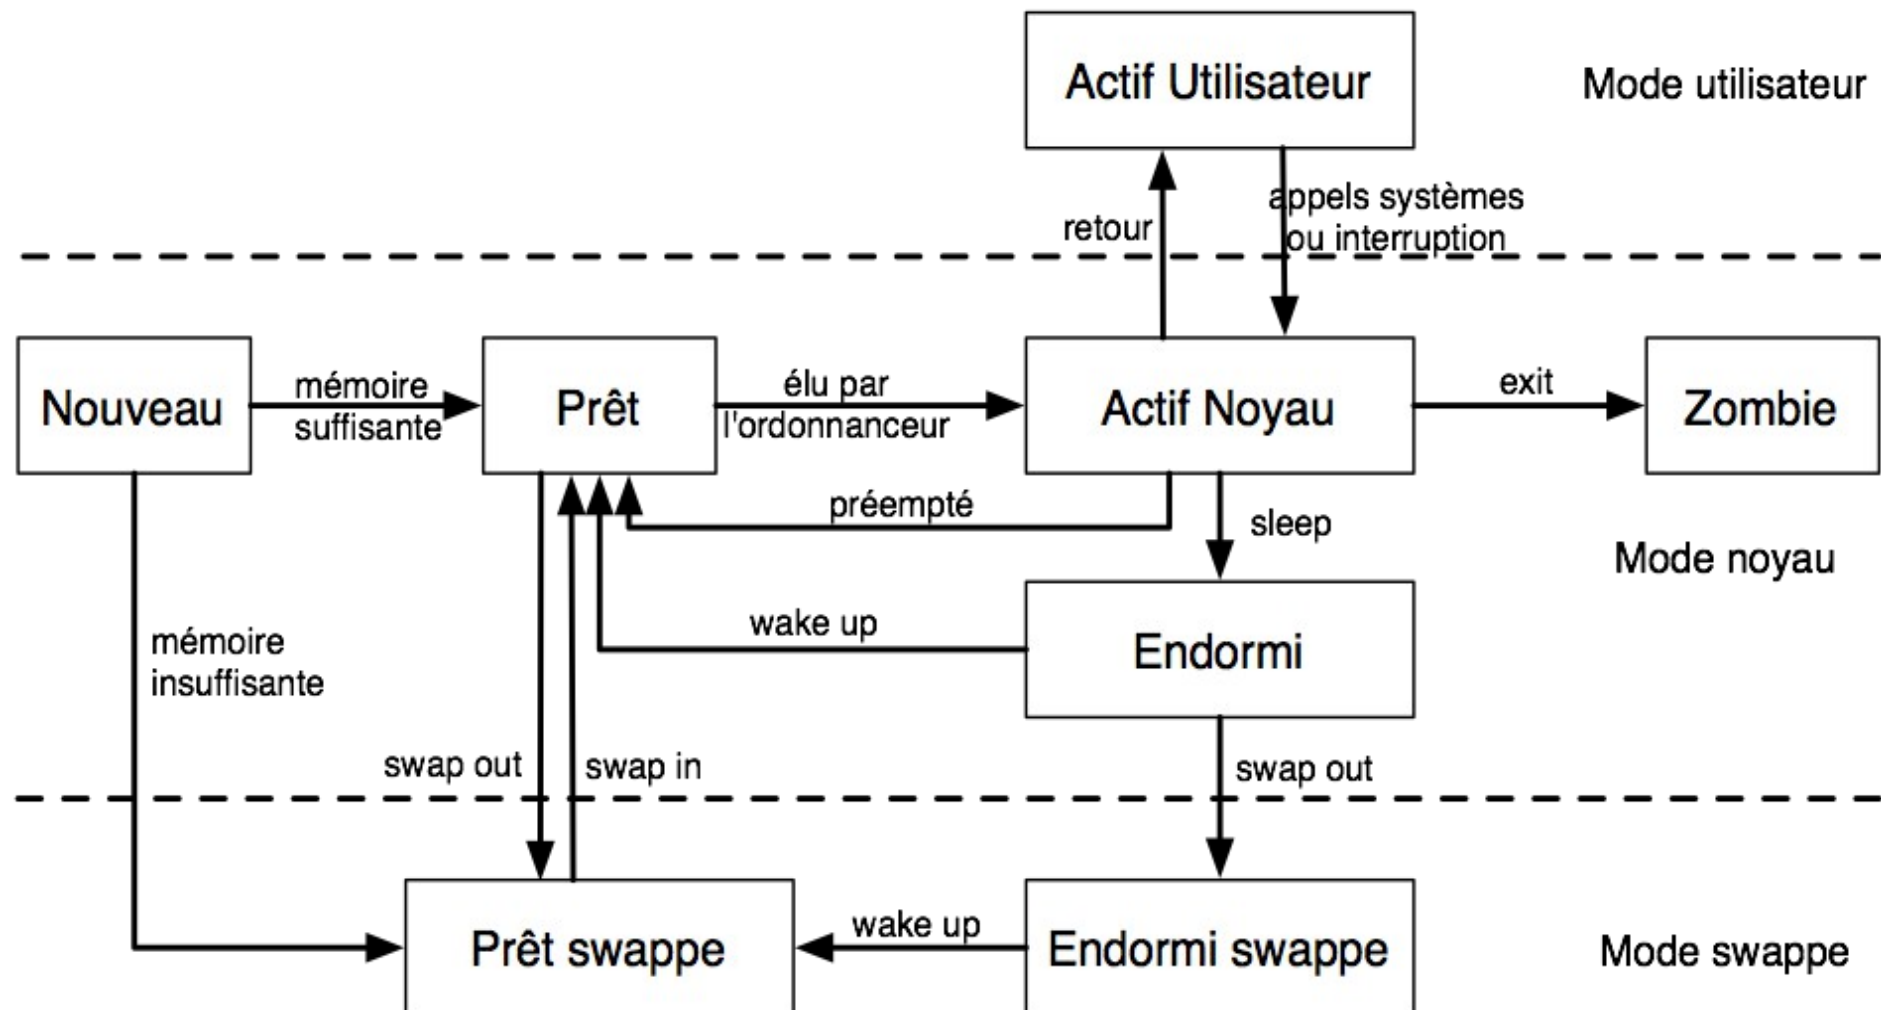 Actif Utilisateur
Mode utilisateur
appels systèmes
ou interruption
retour
Nouveau
mémoire
suffisante
Prêt
élu par
l'ordonnanceur
Actif Noyau
exit
Zombie
préempté
sleep
Mode noyau
wake up
Endormi
mémoire
insuffisante
swap out
swap in
swap out
Prêt swappe
wake up
Endormi swappe
Mode swappe